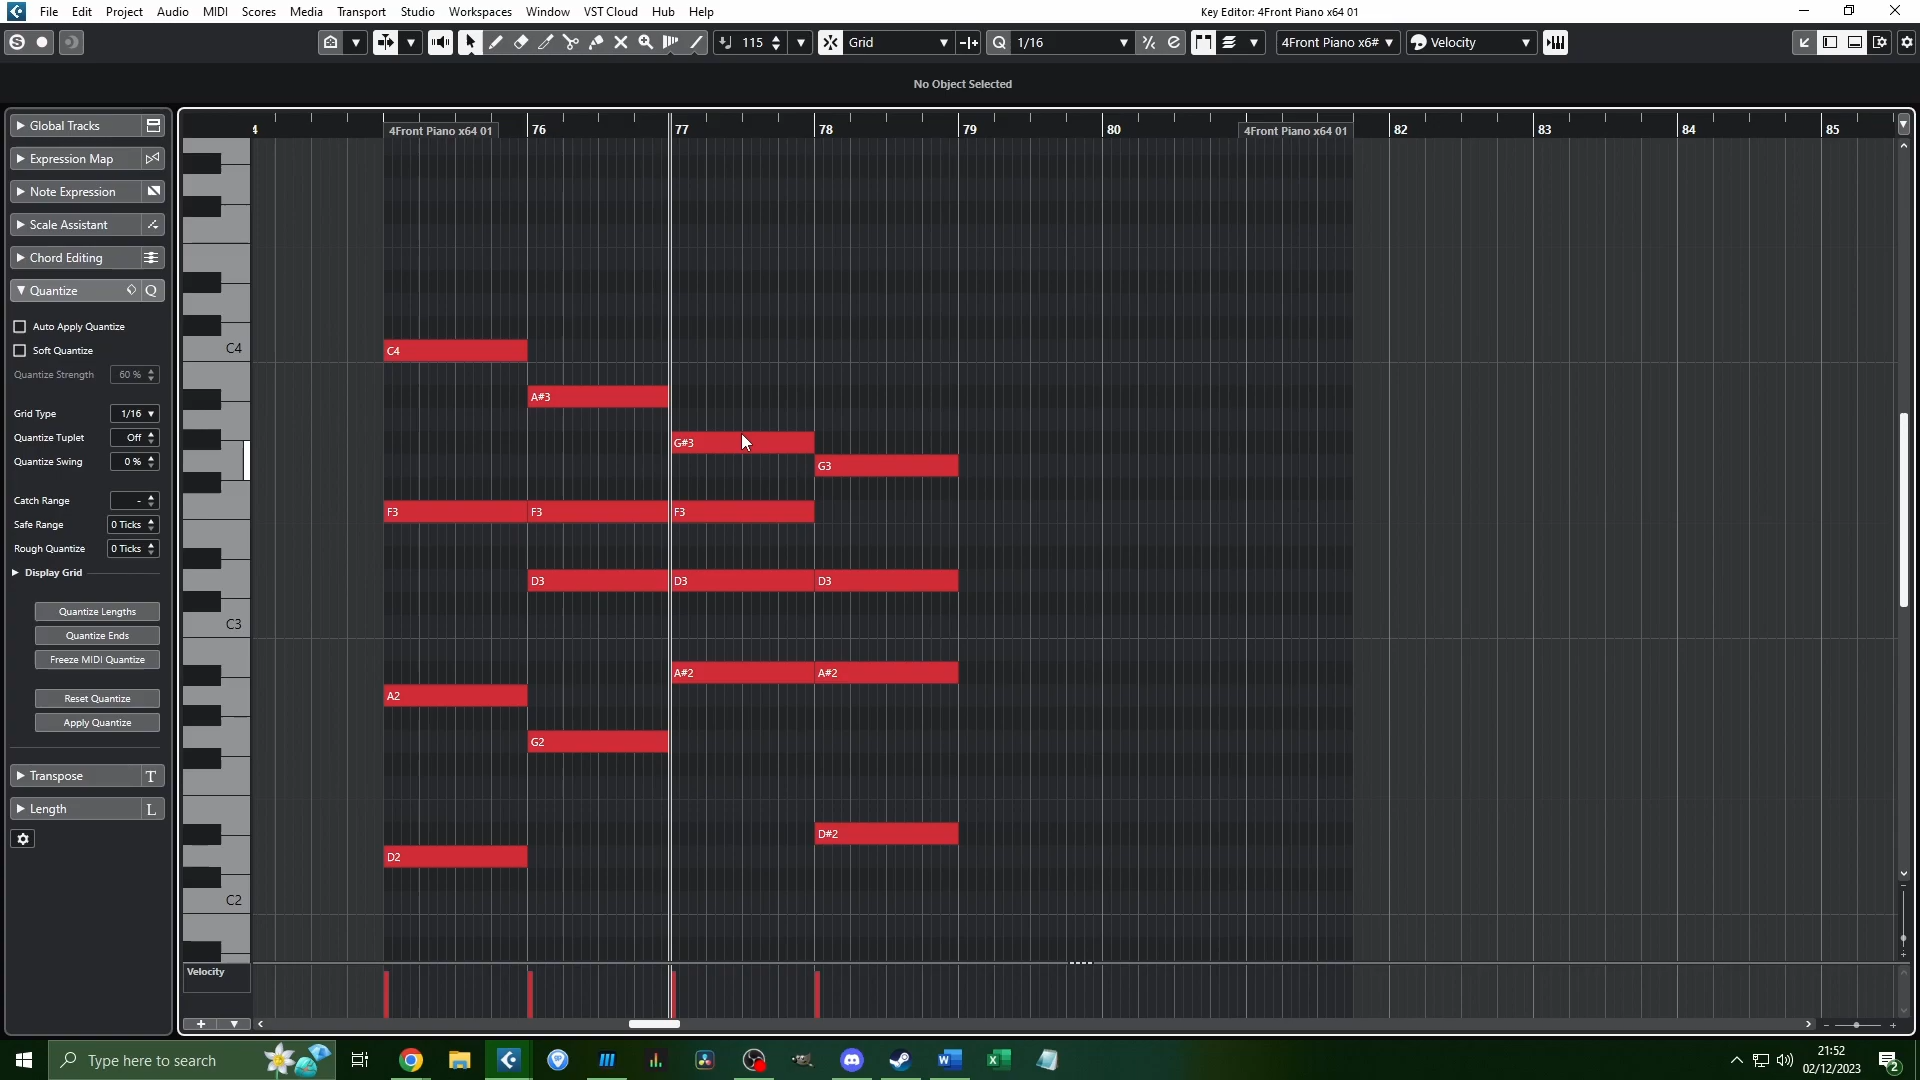 File Edit Project Audio MIDI Scores Media Transport Studio Workspaces Window VST Cloud Hub Help
Key Editor: 4Front Piano x64 01
115 Grid 1/16 4Front Piano x6# Velocity
No Object Selected
Global Tracks
Expression Map
Note Expression
Scale Assistant
Chord Editing
Quantize Q
Auto Apply Quantize
Soft Quantize
Quantize Strength 60 %
Grid Type 1/16
Quantize Tuplet Off
Quantize Swing 0 %
Catch Range -
Safe Range 0 Ticks
Rough Quantize 0 Ticks
Display Grid
Quantize Lengths
Quantize Ends
Freeze MIDI Quantize
Reset Quantize
Apply Quantize
Transpose T
Length L
4 76 77 78 79 80 82 83 84 85
4Front Piano x64 01 4Front Piano x64 01
C4 C4
A#3
G#3
G3
F3 F3 F3
D3 D3 D3
C3
A#2 A#2
A2
G2
D#2
D2
C2
Velocity
Type here to search
21:52
02/12/2023
2